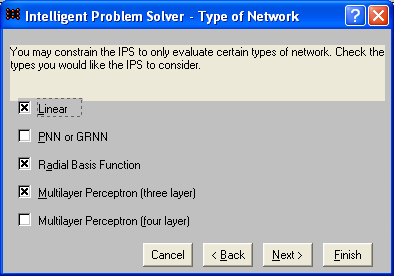 Intelligent Problem Solver - Type of Network
You may constrain the IPS to only evaluate certain types of network. Check the
types you would like the IPS to consider.
Linear
PNN or GRNN
Radial Basis Function
Multilayer Perceptron (three layer)
Multilayer Perceptron (four layer)
Cancel < Back Next > Finish